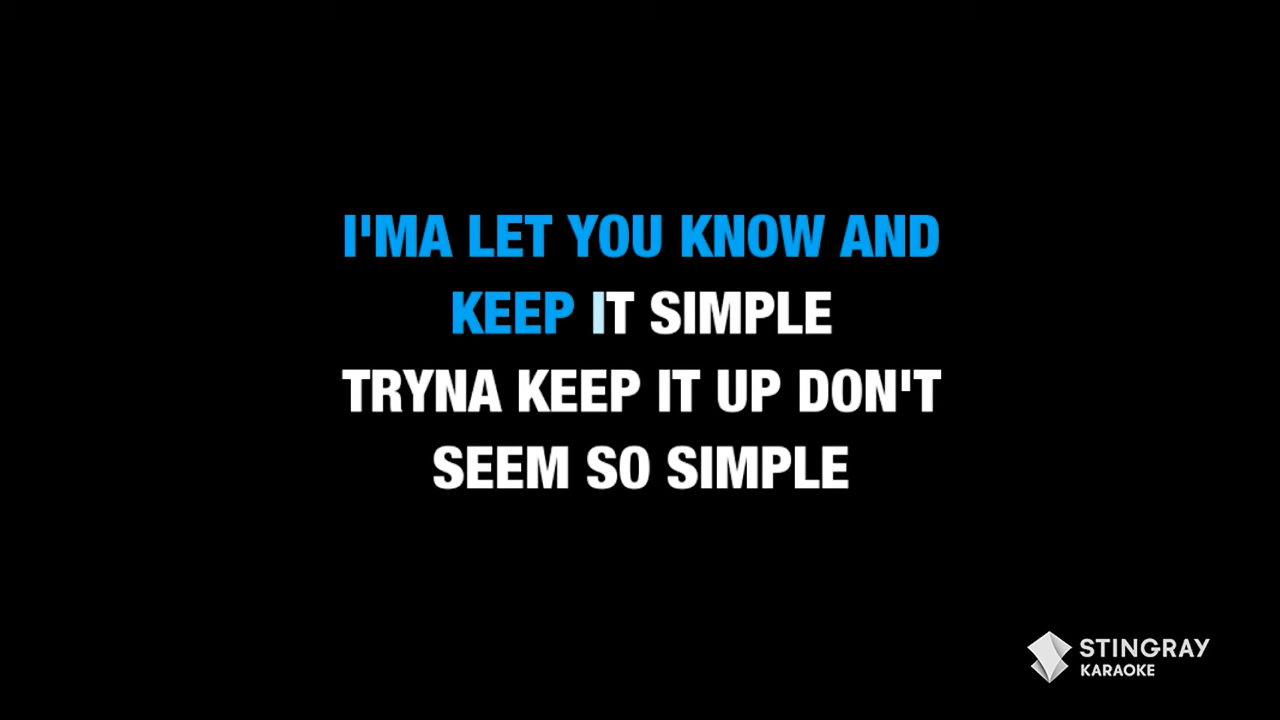 I'MA LET YOU KNOW AND
KEEP IT SIMPLE
TRYNA KEEP IT UP DON'T
SEEM SO SIMPLE
STINGRAY
KARAOKE